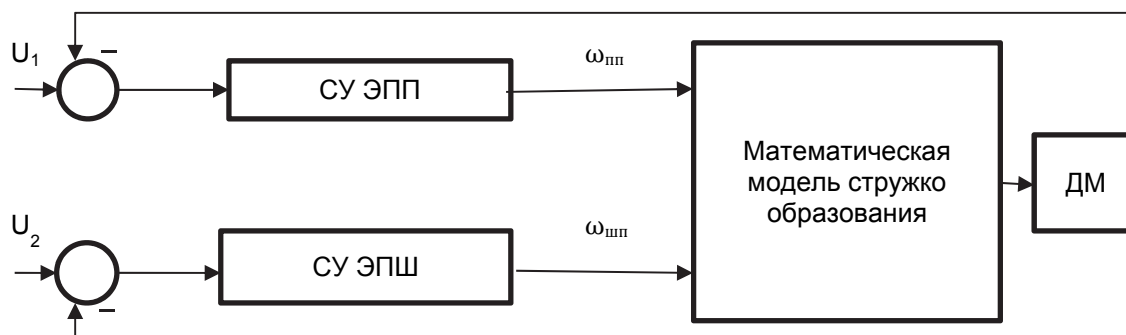 U₁
–
СУ ЭПП
ωпп
Математическая
модель стружко
образования
ДМ
U₂
–
СУ ЭПШ
ωшп